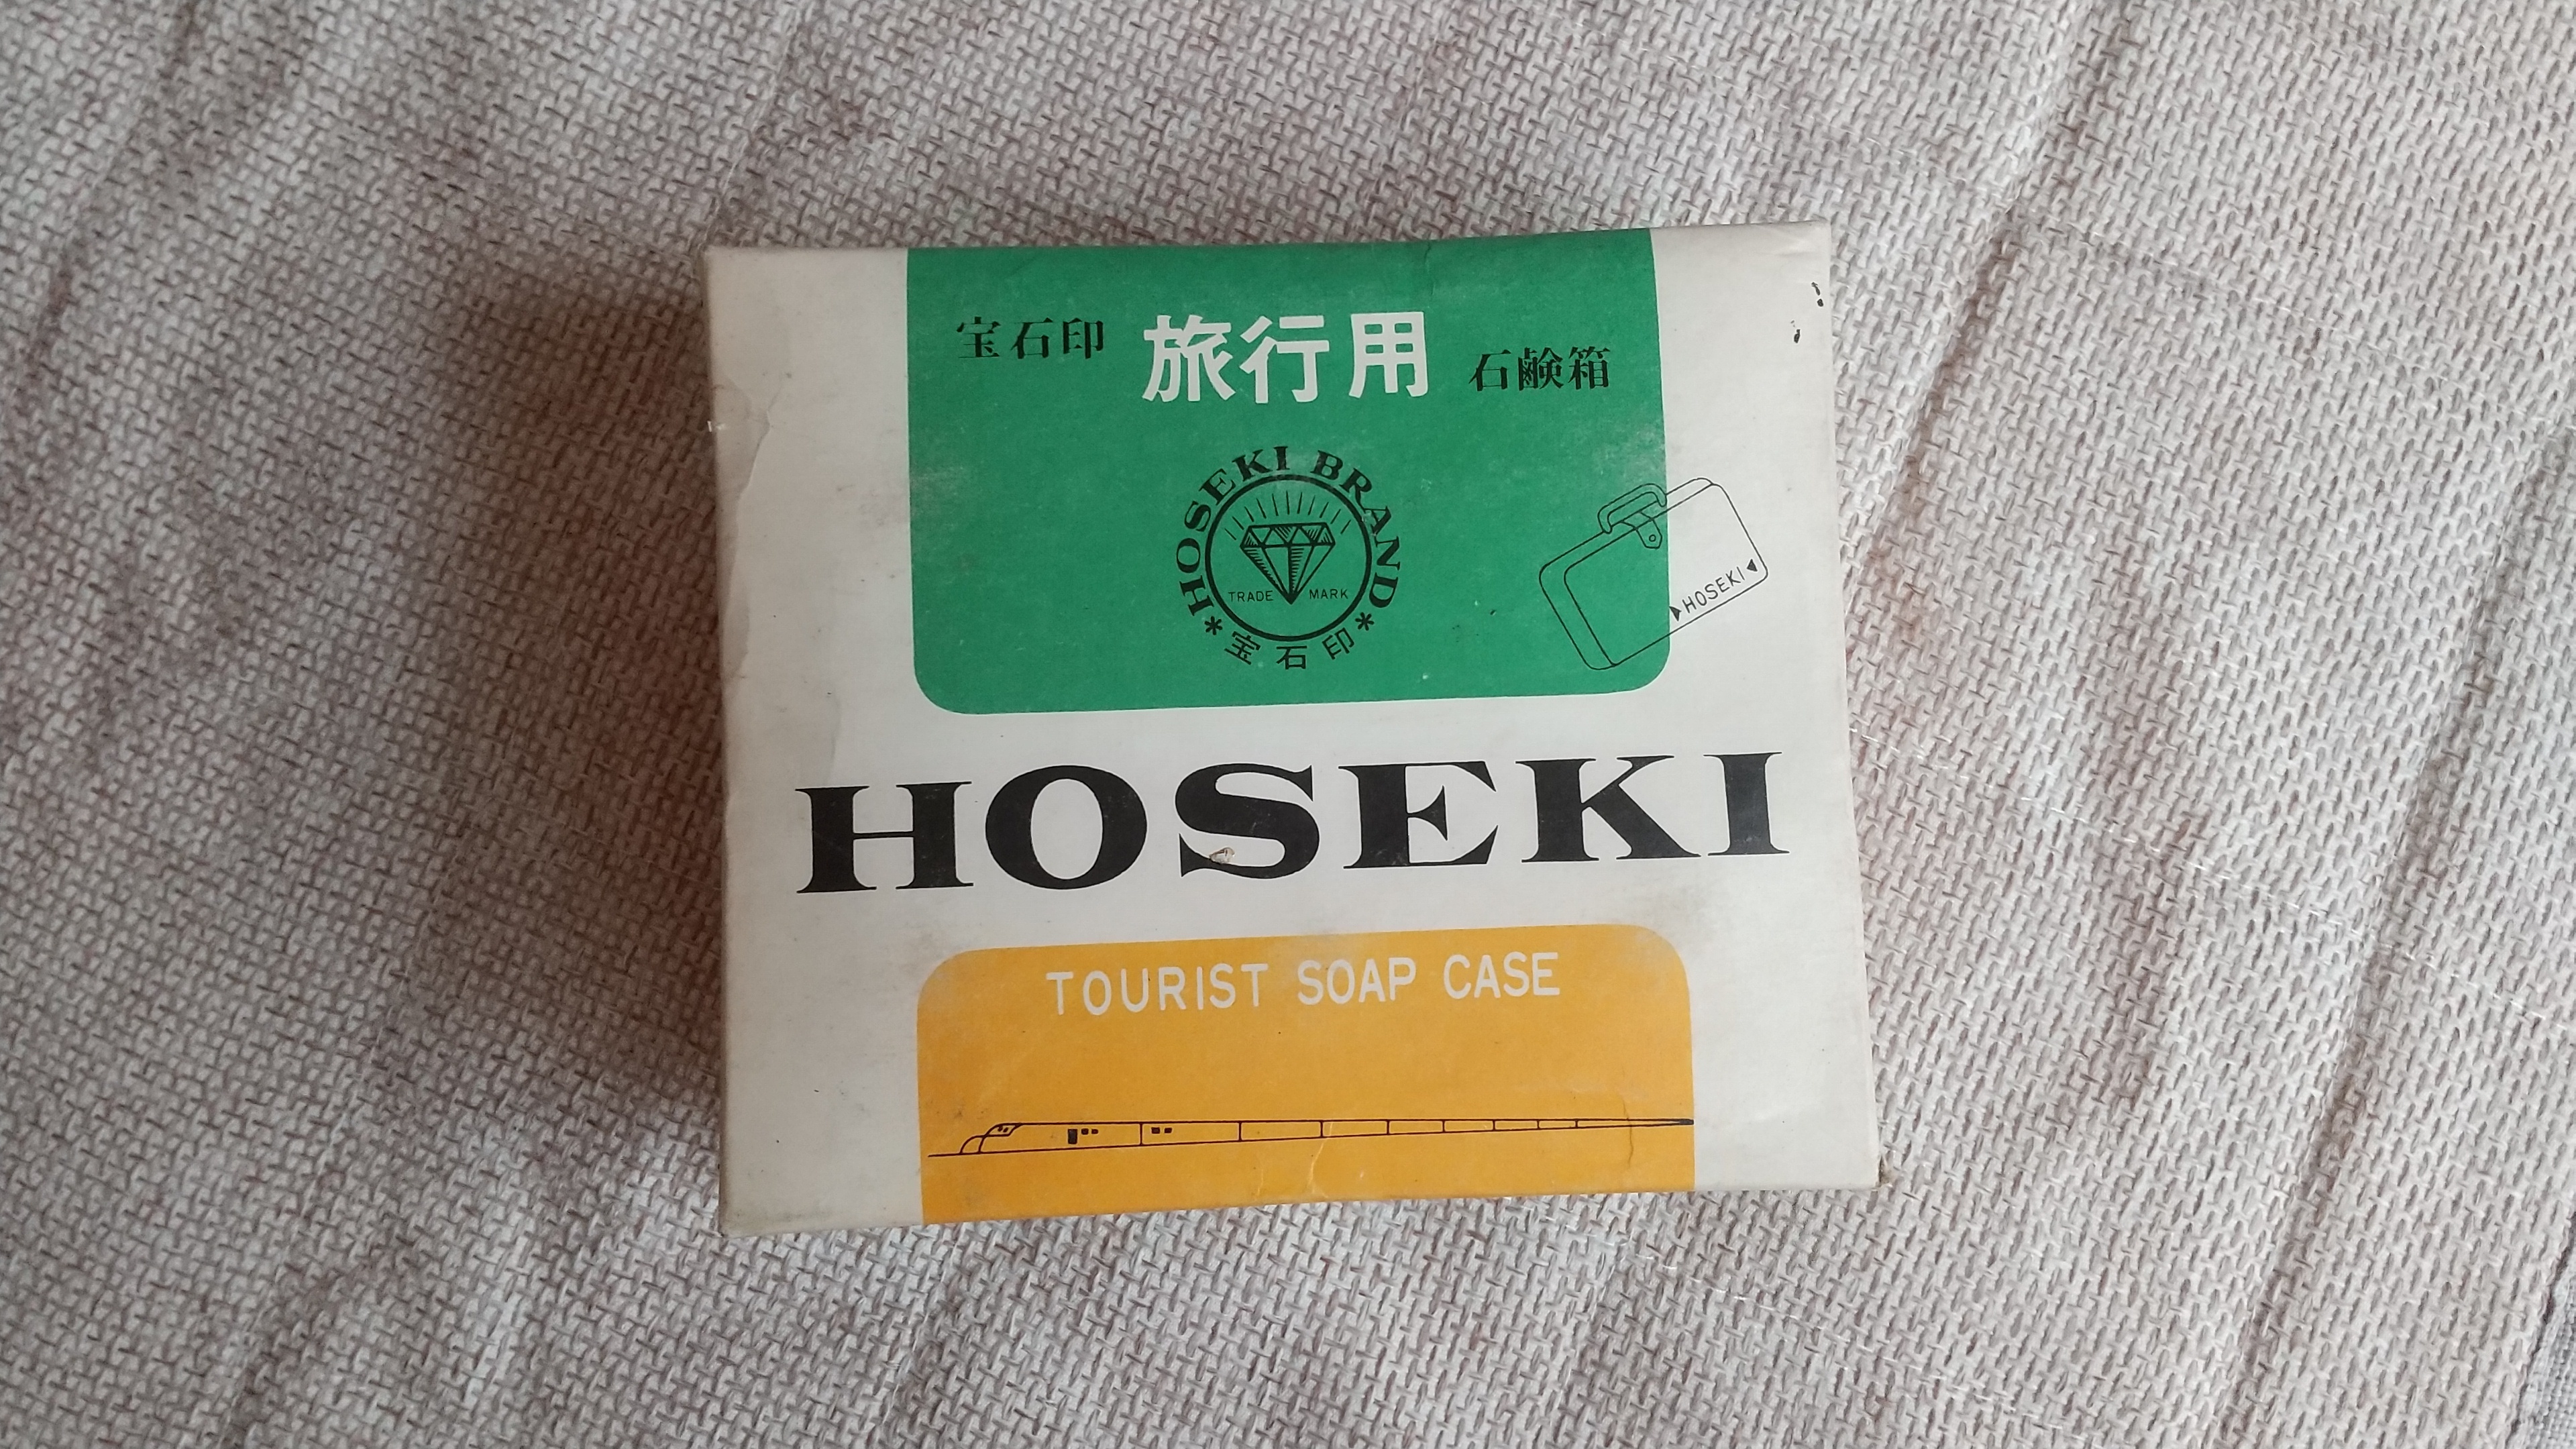 宝石印 旅行用 石鹸箱
HOSEKI BRAND
TRADE MARK
* 宝石印 *
HOSEKI
HOSEKI
TOURIST SOAP CASE